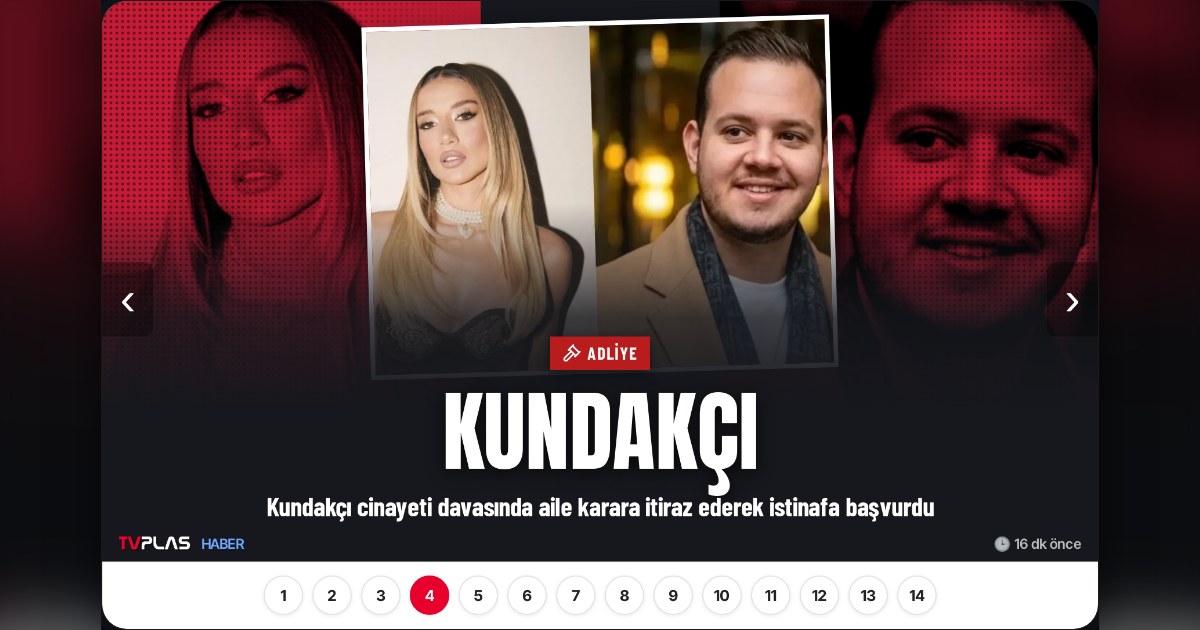 ADLİYE
KUNDAKÇI
Kundakçı cinayeti davasında aile karara itiraz ederek istinafa başvurdu
TVPLAS HABER
16 dk önce
1 2 3 4 5 6 7 8 9 10 11 12 13 14